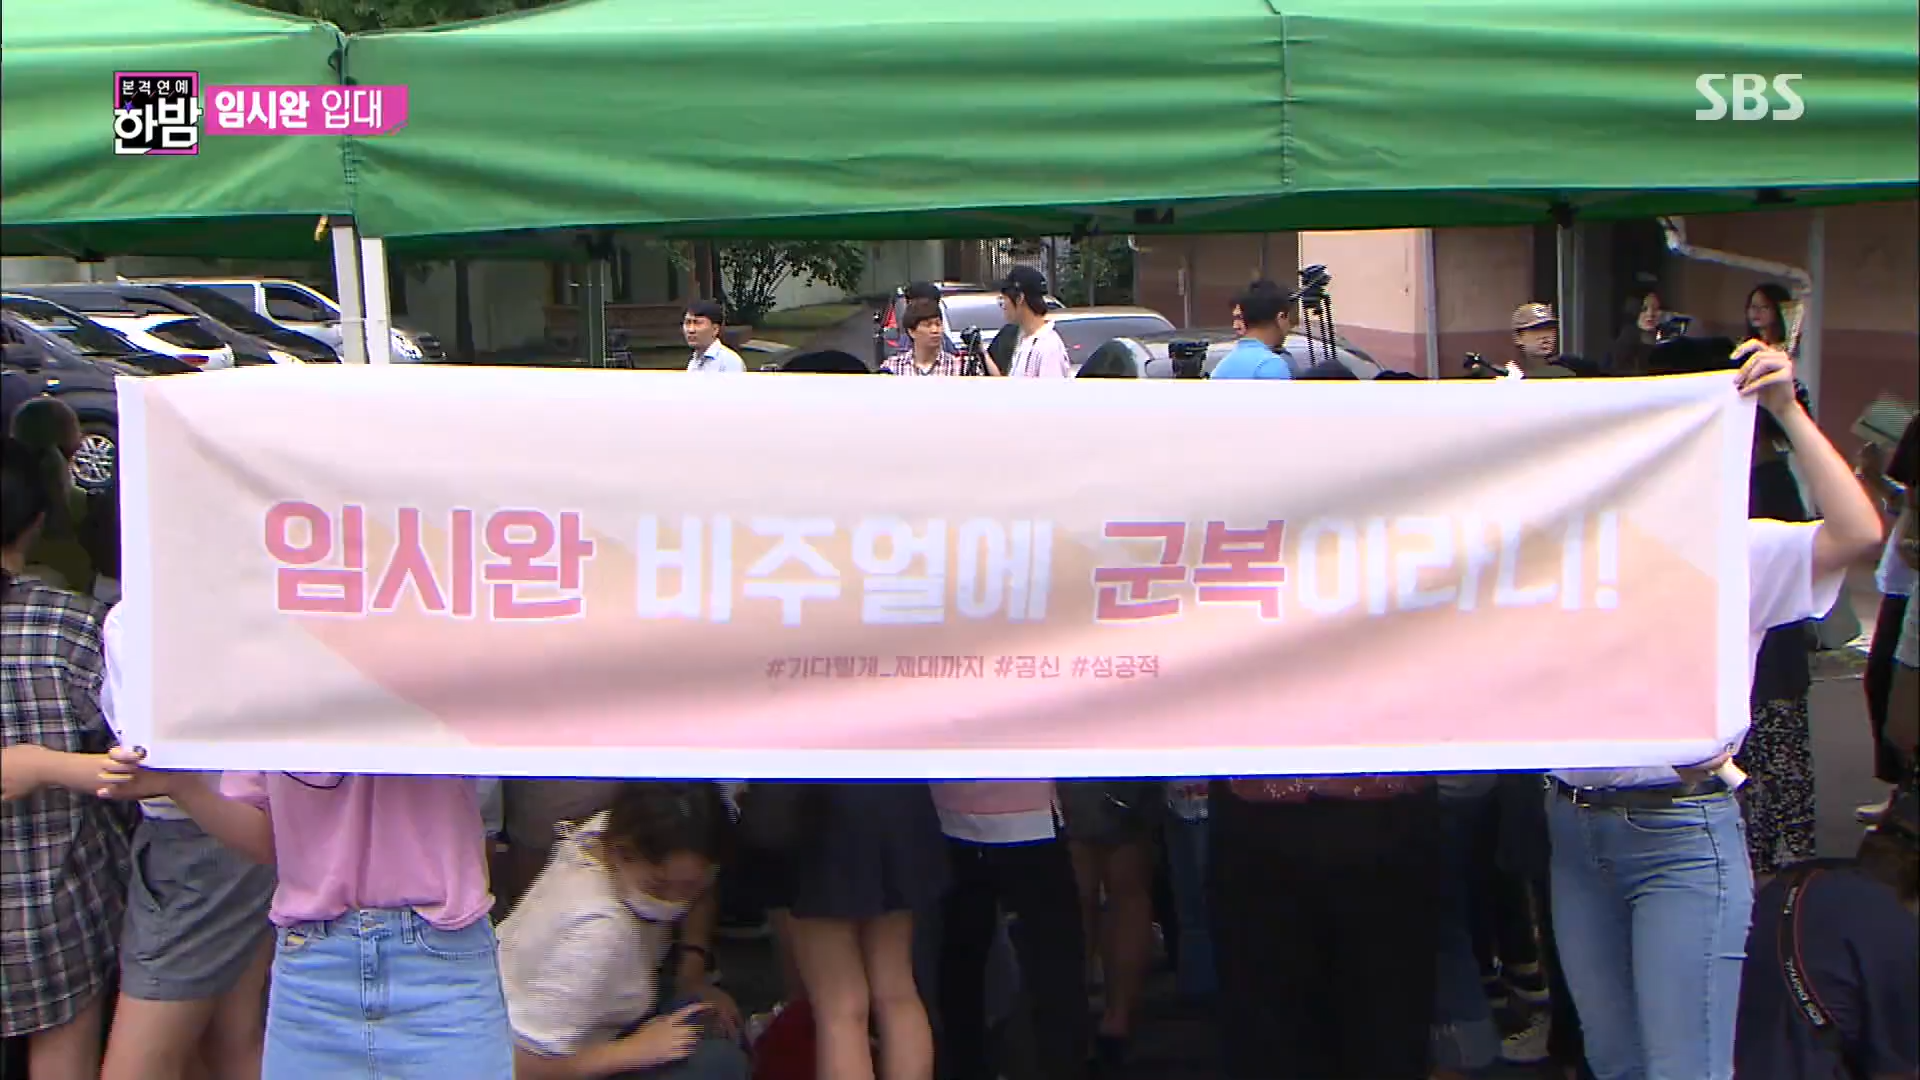 본격연예
한밤
임시완 입대
SBS
임시완 비주얼에 군복이라니!
#기다릴게_제대까지 #곰신 #성공적